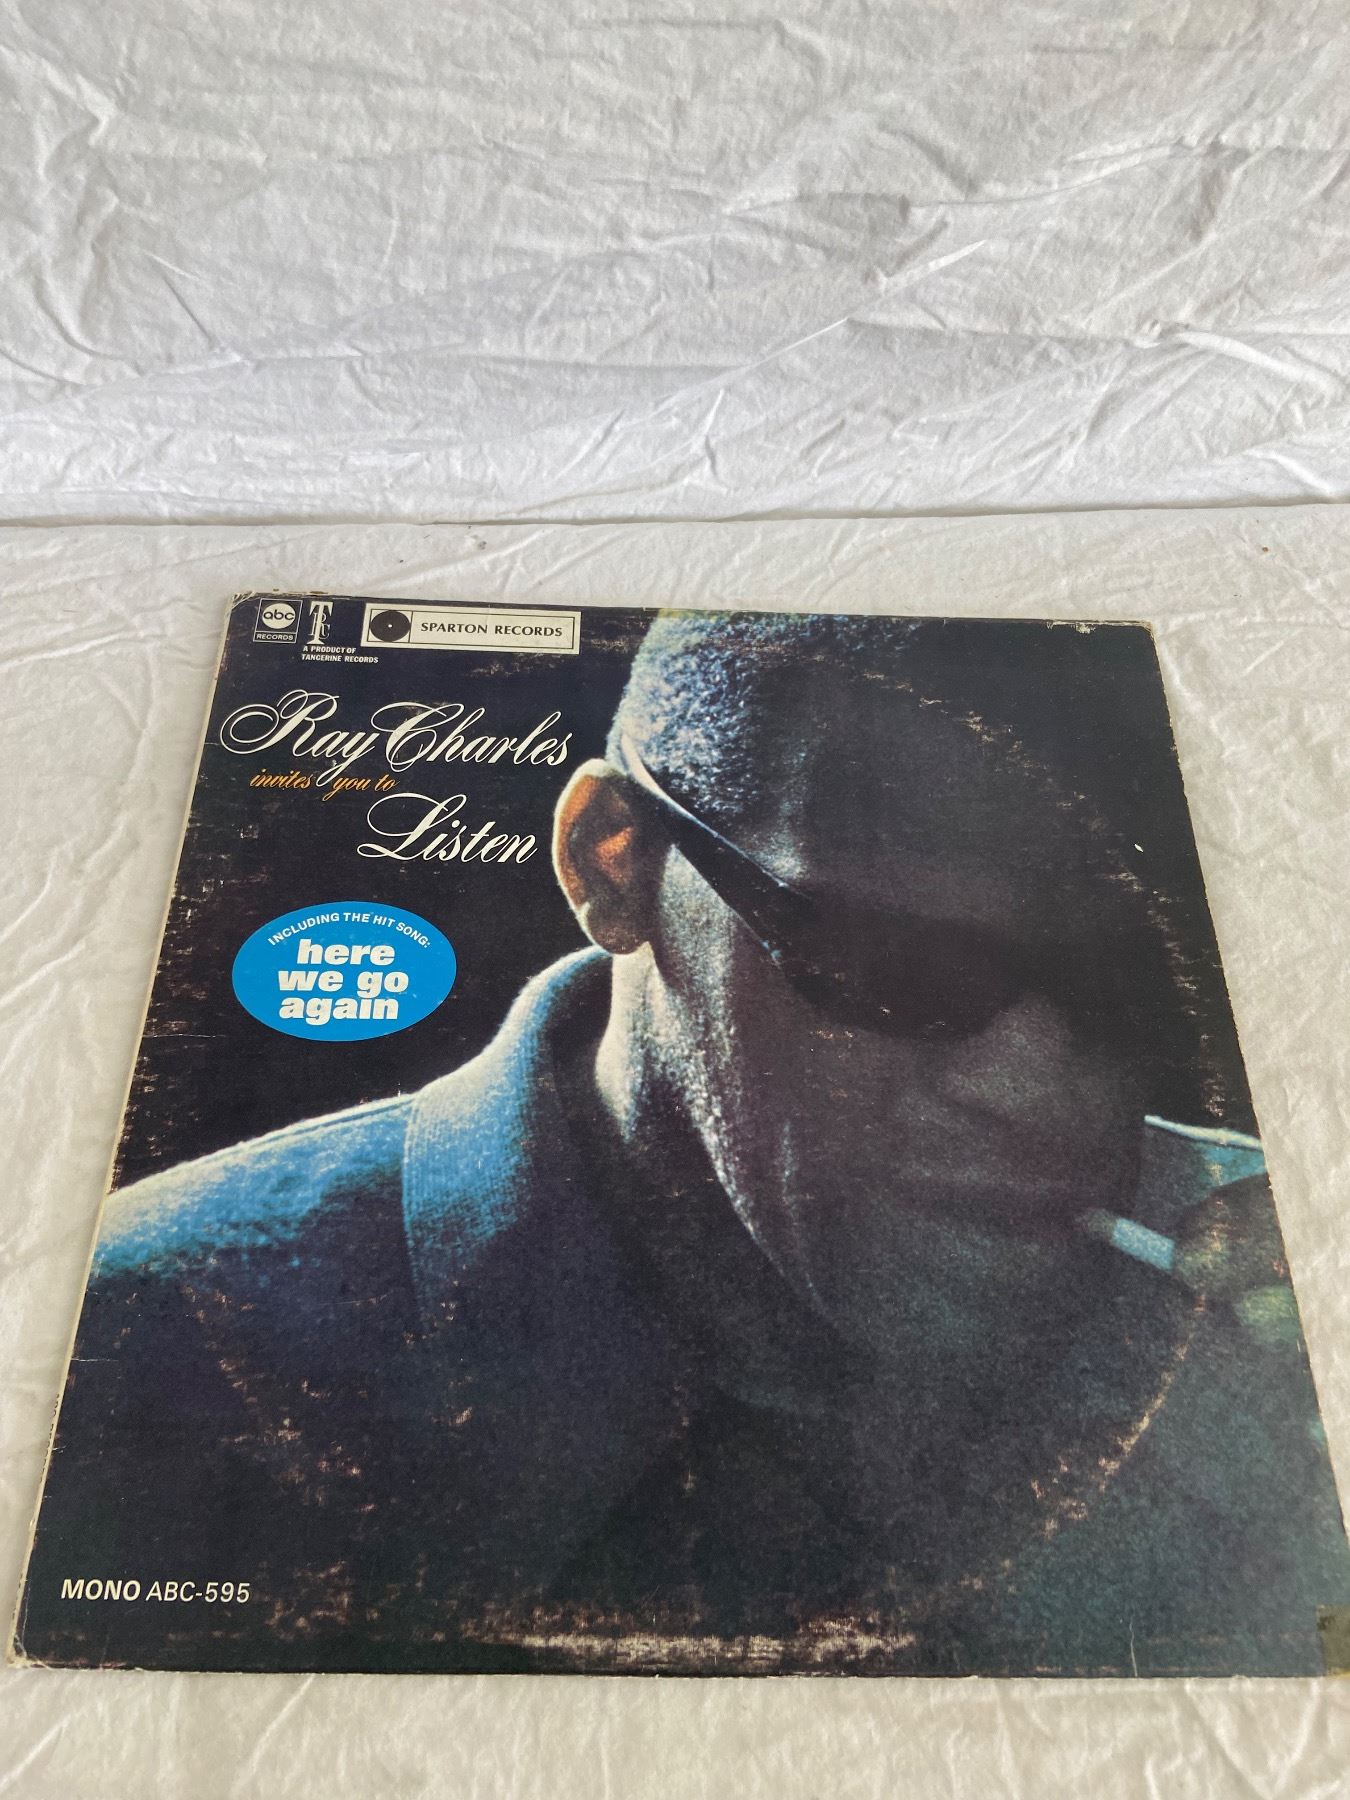 abc
RECORDS
TRC
A PRODUCT OF
TANGERINE RECORDS
SPARTON RECORDS
Ray Charles
invites you to
Listen
INCLUDING THE HIT SONG:
here
we go
again
MONO ABC-595